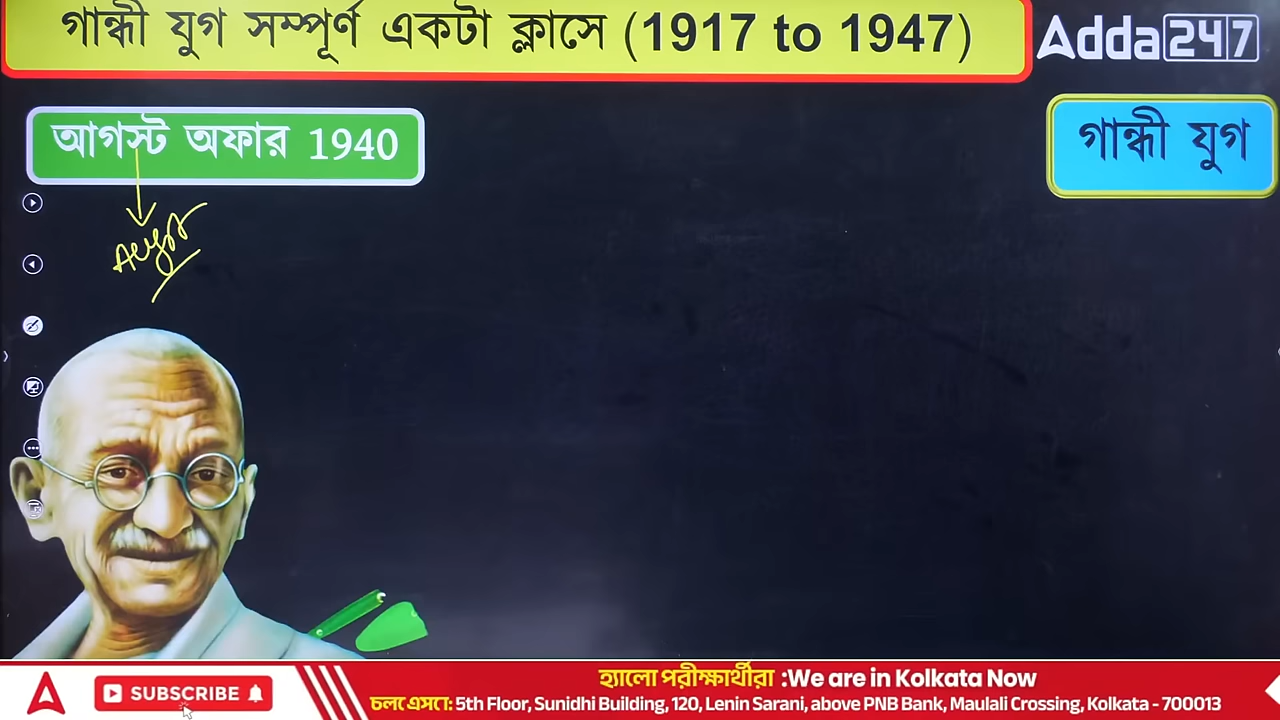 গান্ধী যুগ সম্পূর্ণ একটা ক্লাসে (1917 to 1947)
Adda247
আগস্ট অফার 1940
গান্ধী যুগ
August
SUBSCRIBE
হ্যালো পরীক্ষার্থীরা :We are in Kolkata Now
চলে এসো: 5th Floor, Sunidhi Building, 120, Lenin Sarani, above PNB Bank, Maulali Crossing, Kolkata - 700013